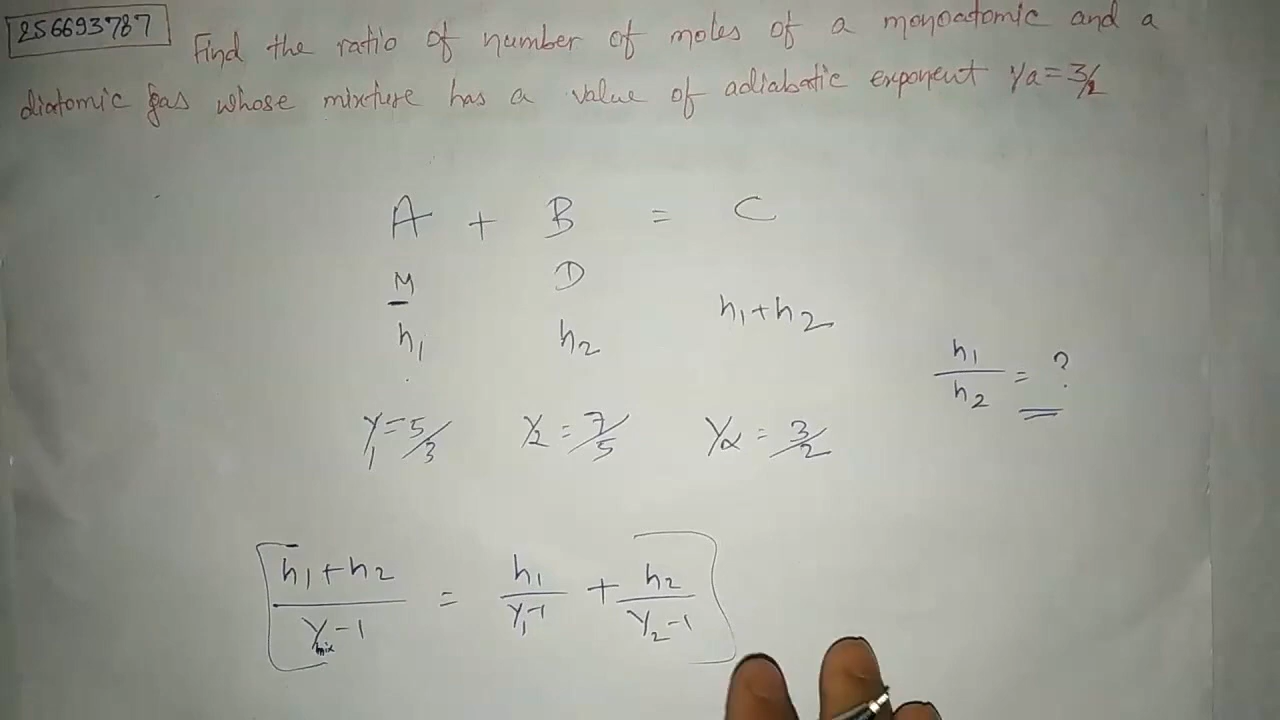 256693787
Find the ratio of number of moles of a monoatomic and a
diatomic gas whose mixture has a value of adiabatic exponent γa = 3/2
A + B = C
M D
n₁ n₂ n₁+n₂
n₁/n₂ = ?
γ₁ = 5/3 γ₂ = 7/5 γα = 3/2
(n₁+n₂)/(γmix-1) = n₁/(γ₁-1) + n₂/(γ₂-1)